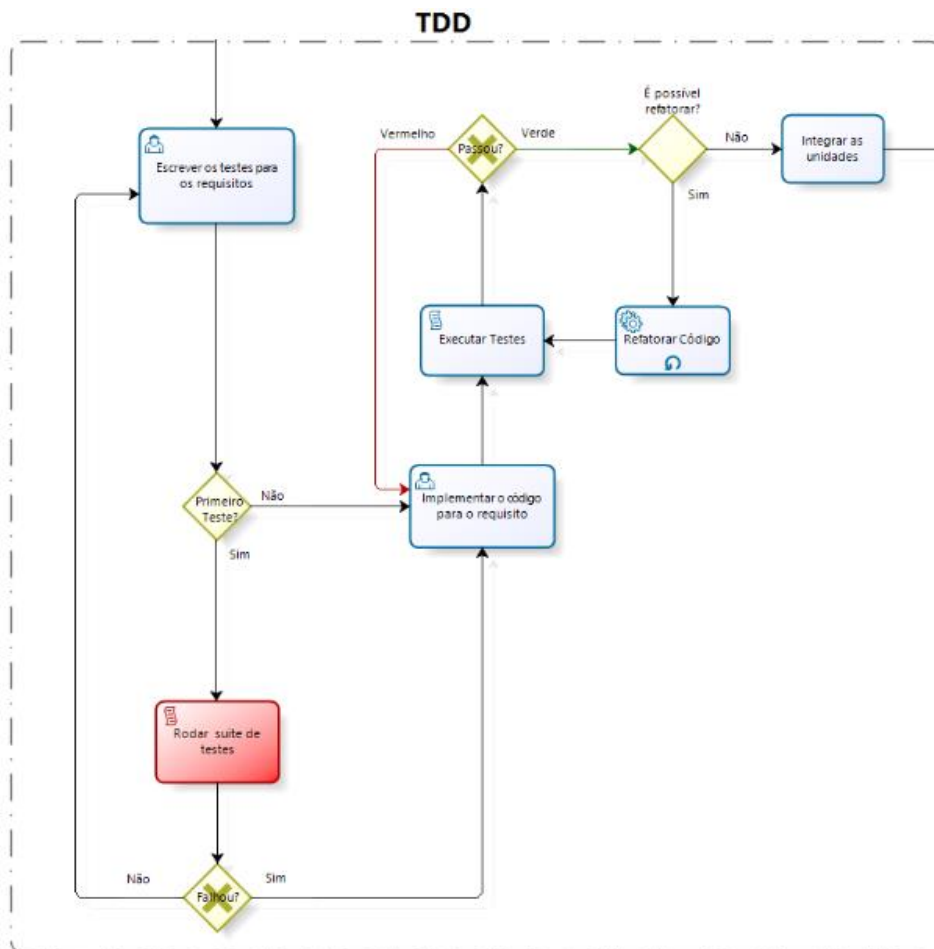 TDD
Escrever os testes para
os requisitos
Vermelho
Passou?
Verde
É possível
refatorar?
Não
Integrar as
unidades
Sim
Executar Testes
Refatorar Código
Primeiro
Teste?
Não
Implementar o código
para o requisito
Sim
Rodar suite de
testes
Não
Falhou?
Sim